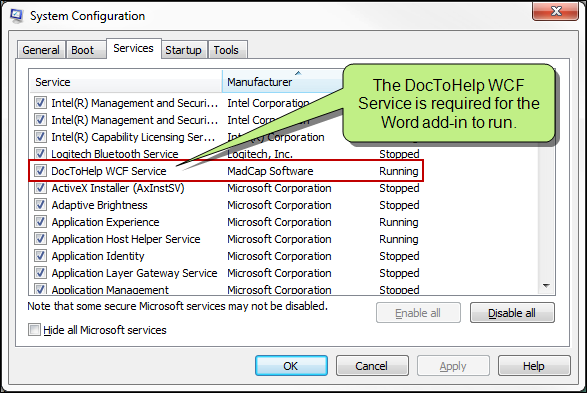 System Configuration
General Boot Services Startup Tools
Service Manufacturer
The DocToHelp WCF
Service is required for the
Word add-in to run.
Intel(R) Management and Securi... Intel Corporation
Intel(R) Management and Securi... Intel Corporation
Intel(R) Capability Licensing Ser... Intel Corporation
Logitech Bluetooth Service Logitech, Inc. Stopped
DocToHelp WCF Service MadCap Software Running
ActiveX Installer (AxInstSV) Microsoft Corporation Stopped
Adaptive Brightness Microsoft Corporation Stopped
Application Experience Microsoft Corporation Running
Application Host Helper Service Microsoft Corporation Running
Application Identity Microsoft Corporation Stopped
Application Layer Gateway Service Microsoft Corporation Stopped
Application Management Microsoft Corporation Stopped
Note that some secure Microsoft services may not be disabled.
Enable all Disable all
Hide all Microsoft services
OK Cancel Apply Help